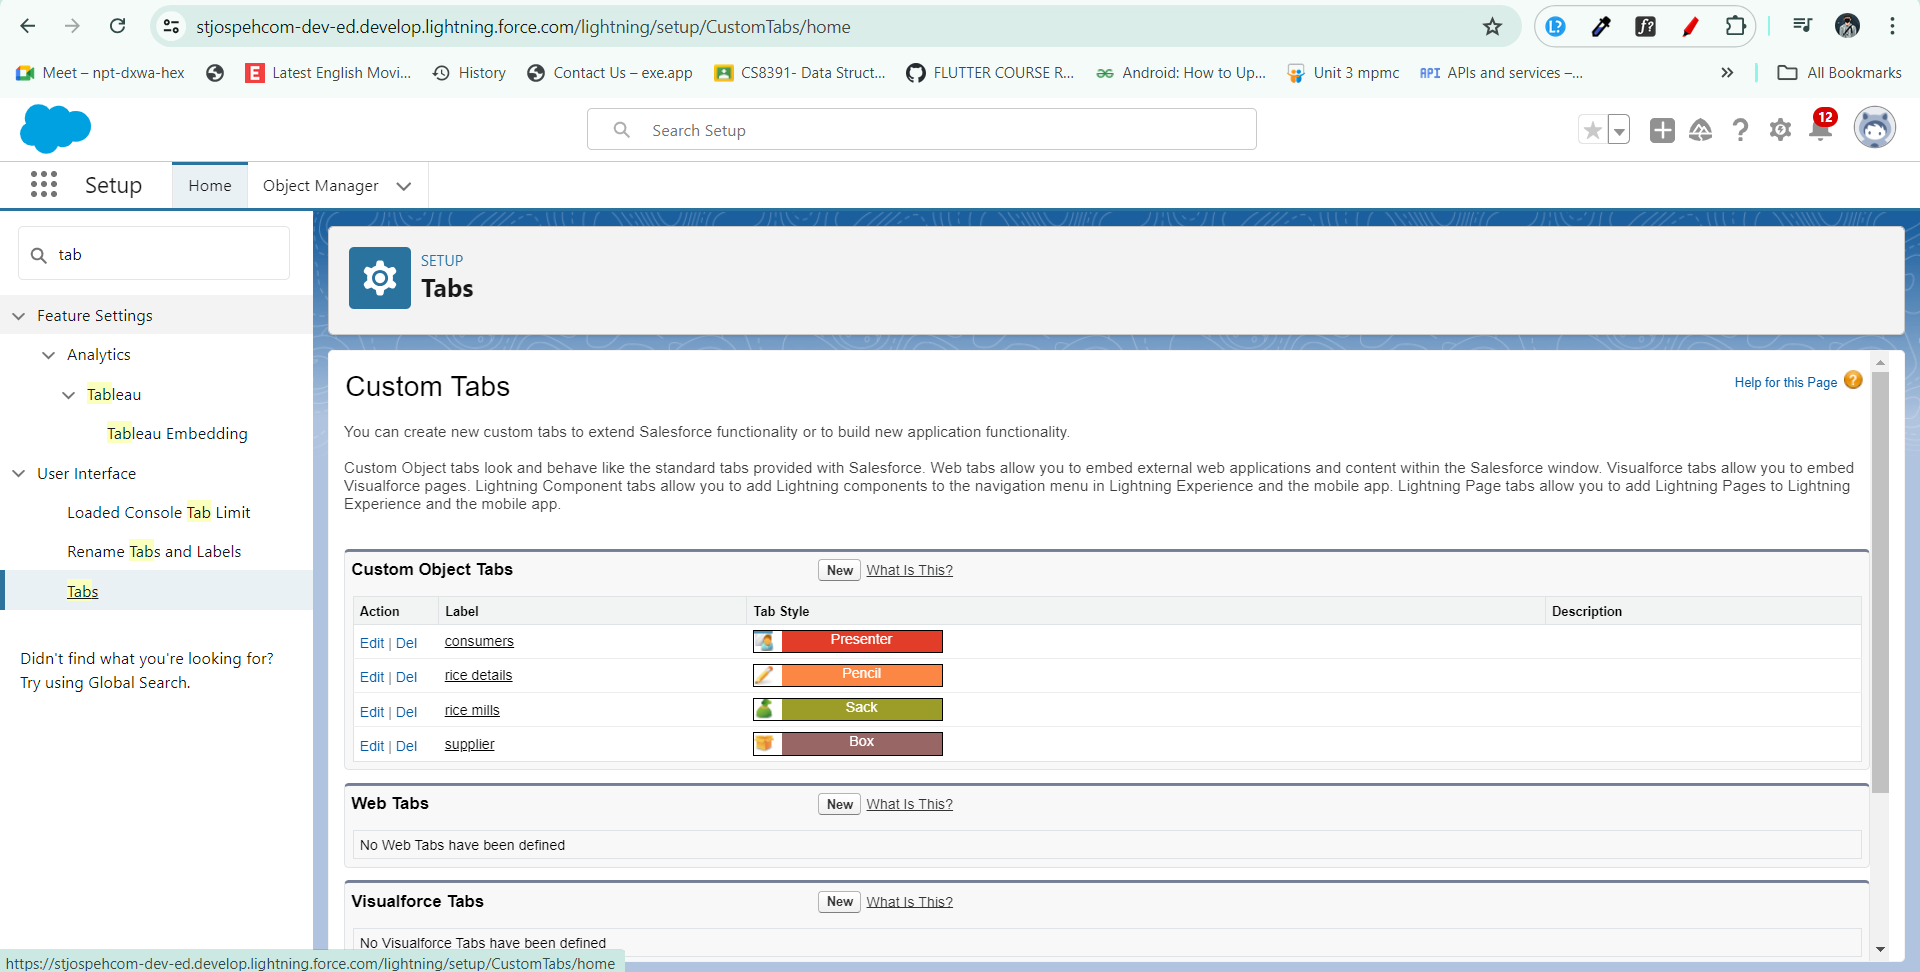 stjospehcom-dev-ed.develop.lightning.force.com/lightning/setup/CustomTabs/home
Meet – npt-dxwa-hex
Latest English Movi...
History
Contact Us – exe.app
CS8391- Data Struct...
FLUTTER COURSE R...
Android: How to Up...
Unit 3 mpmc
API APIs and services –...
All Bookmarks
Search Setup
12
Setup
Home
Object Manager
tab
Feature Settings
Analytics
Tableau
Tableau Embedding
User Interface
Loaded Console Tab Limit
Rename Tabs and Labels
Tabs
Didn't find what you're looking for?
Try using Global Search.
SETUP
Tabs
Custom Tabs
Help for this Page ?
You can create new custom tabs to extend Salesforce functionality or to build new application functionality.
Custom Object tabs look and behave like the standard tabs provided with Salesforce. Web tabs allow you to embed external web applications and content within the Salesforce window. Visualforce tabs allow you to embed
Visualforce pages. Lightning Component tabs allow you to add Lightning components to the navigation menu in Lightning Experience and the mobile app. Lightning Page tabs allow you to add Lightning Pages to Lightning
Experience and the mobile app.
Custom Object Tabs New What Is This?
Action Label Tab Style Description
Edit | Del consumers Presenter
Edit | Del rice details Pencil
Edit | Del rice mills Sack
Edit | Del supplier Box
Web Tabs New What Is This?
No Web Tabs have been defined
Visualforce Tabs New What Is This?
No Visualforce Tabs have been defined
https://stjospehcom-dev-ed.develop.lightning.force.com/lightning/setup/CustomTabs/home